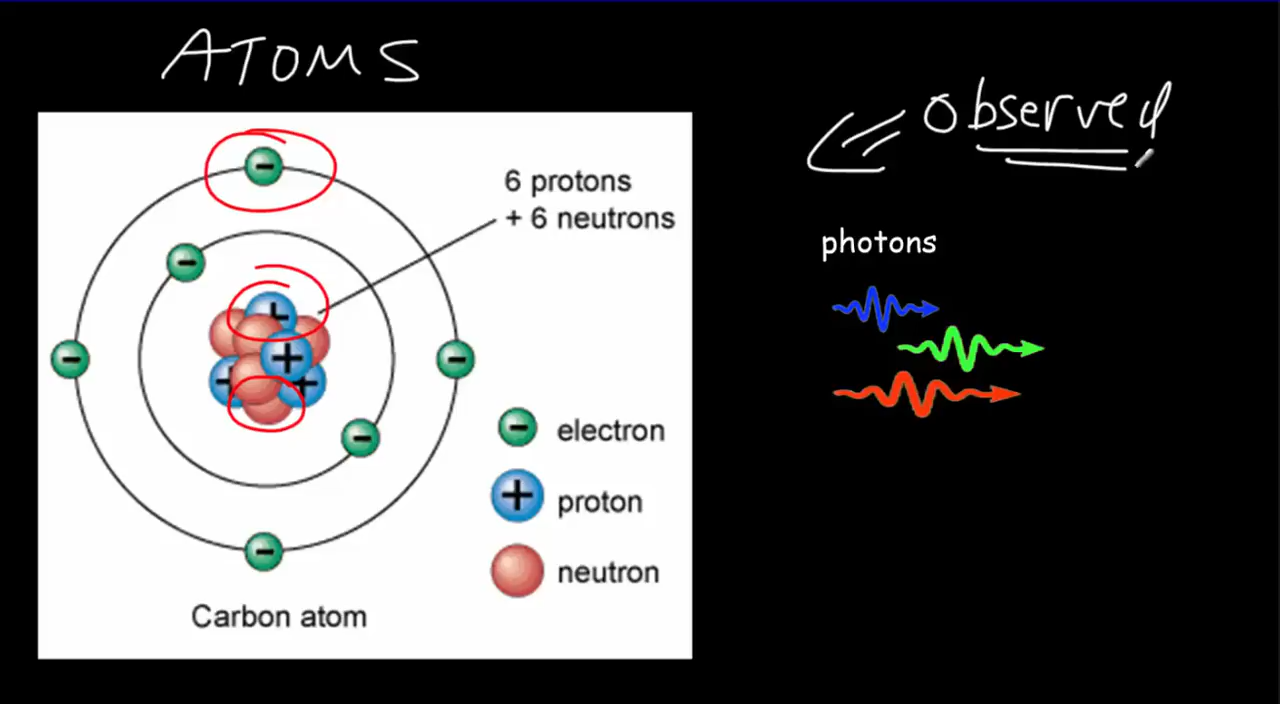 ATOMS
Observed
6 protons
+ 6 neutrons
photons
electron
proton
neutron
Carbon atom